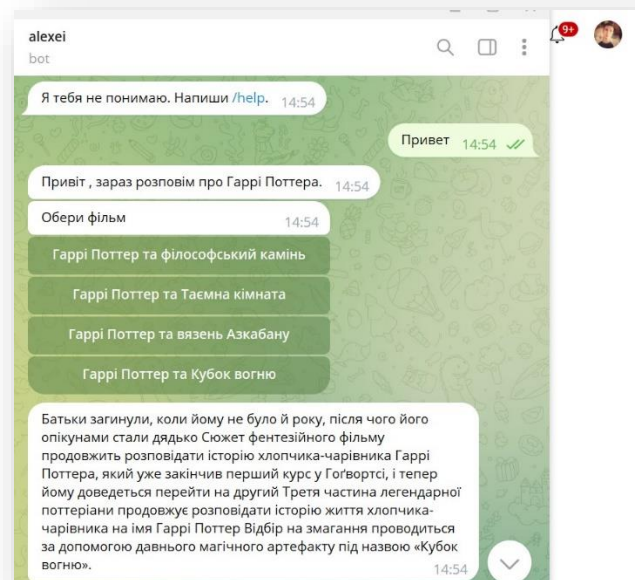 alexei
bot
9+
Я тебя не понимаю. Напиши /help. 14:54
Привет 14:54
Привіт , зараз розповім про Гаррі Поттера. 14:54
Обери фільм 14:54
Гаррі Поттер та філософський камінь
Гаррі Поттер та Таємна кімната
Гаррі Поттер та вязень Азкабану
Гаррі Поттер та Кубок вогню
Батьки загинули, коли йому не було й року, після чого його
опікунами стали дядько Сюжет фентезійного фільму
продовжить розповідати історію хлопчика-чарівника Гаррі
Поттера, який уже закінчив перший курс у Гоґвортсі, і тепер
йому доведеться перейти на другий Третя частина легендарної
поттеріани продовжує розповідати історію життя хлопчика-
чарівника на імя Гаррі Поттер Відбір на змагання проводиться
за допомогою давнього магічного артефакту під назвою «Кубок
вогню». 14:54